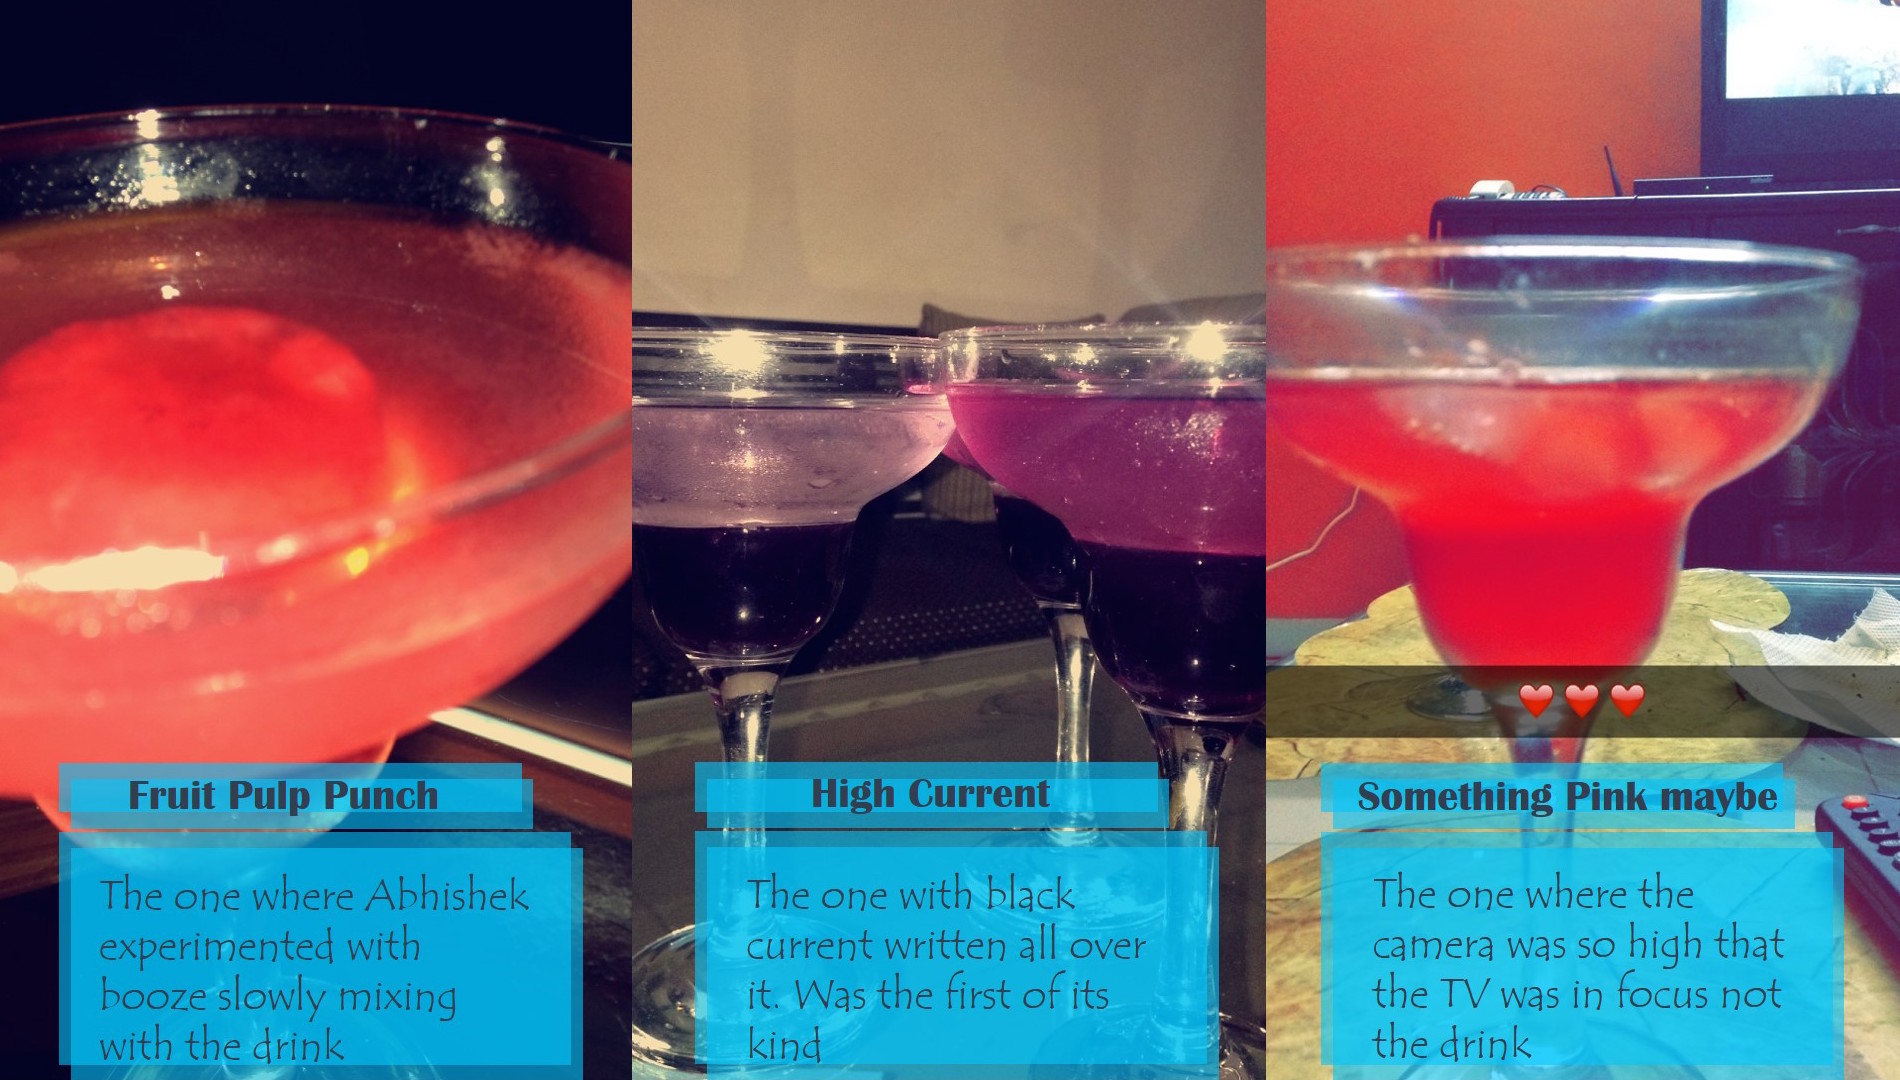 Fruit Pulp Punch
The one where Abhishek
experimented with
booze slowly mixing
with the drink
High Current
The one with black
current written all over
it. Was the first of its
kind
Something Pink maybe
The one where the
camera was so high that
the TV was in focus not
the drink